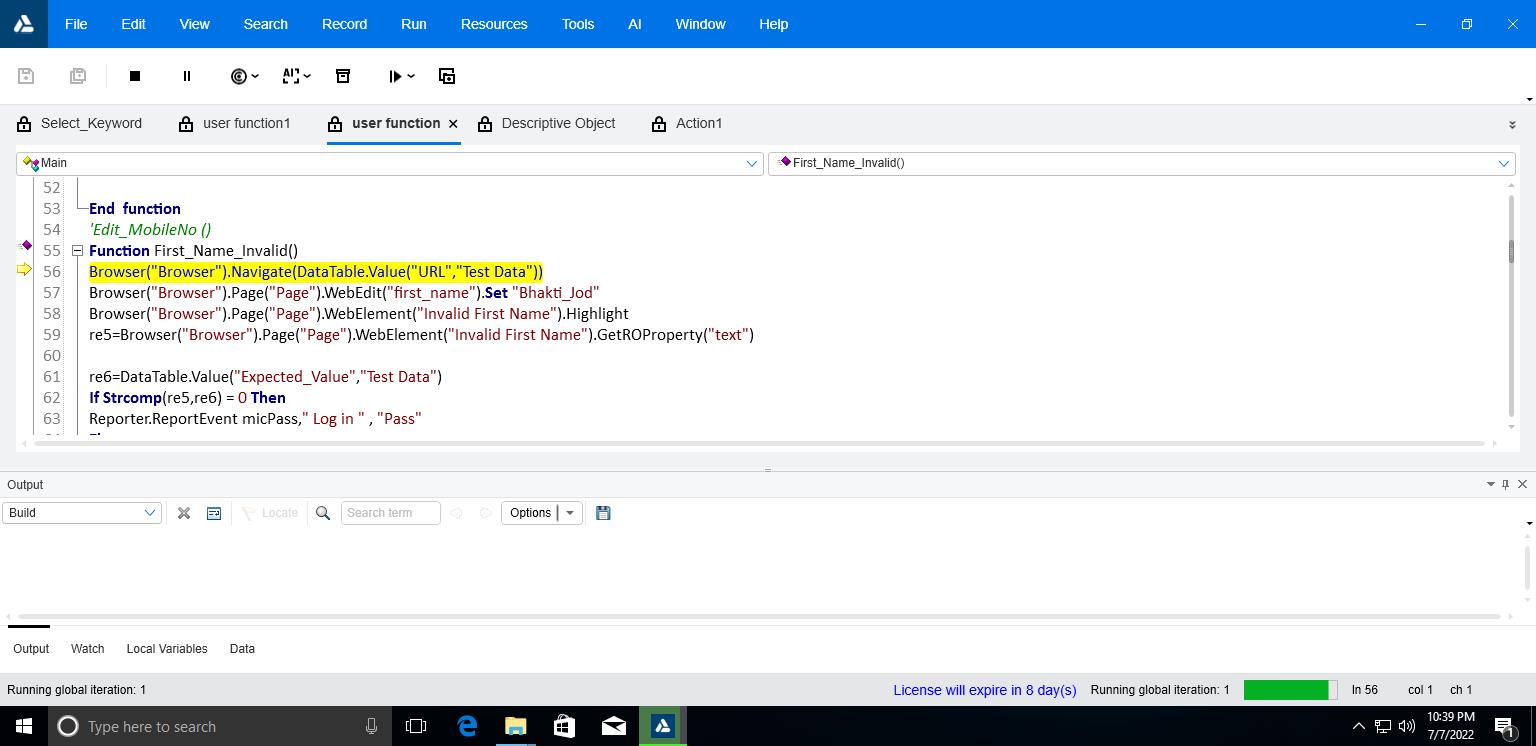 File Edit View Search Record Run Resources Tools AI Window Help
Select_Keyword user function1 user function Descriptive Object Action1
Main First_Name_Invalid()
52
53 End function
54 'Edit_MobileNo ()
55 Function First_Name_Invalid()
56 Browser("Browser").Navigate(DataTable.Value("URL","Test Data"))
57 Browser("Browser").Page("Page").WebEdit("first_name").Set "Bhakti_Jod"
58 Browser("Browser").Page("Page").WebElement("Invalid First Name").Highlight
59 re5=Browser("Browser").Page("Page").WebElement("Invalid First Name").GetROProperty("text")
60
61 re6=DataTable.Value("Expected_Value","Test Data")
62 If Strcomp(re5,re6) = 0 Then
63 Reporter.ReportEvent micPass," Log in " , "Pass"
Output
Build Locate Search term Options
Output Watch Local Variables Data
Running global iteration: 1 License will expire in 8 day(s) Running global iteration: 1 ln 56 col 1 ch 1
Type here to search
10:39 PM
7/7/2022
1